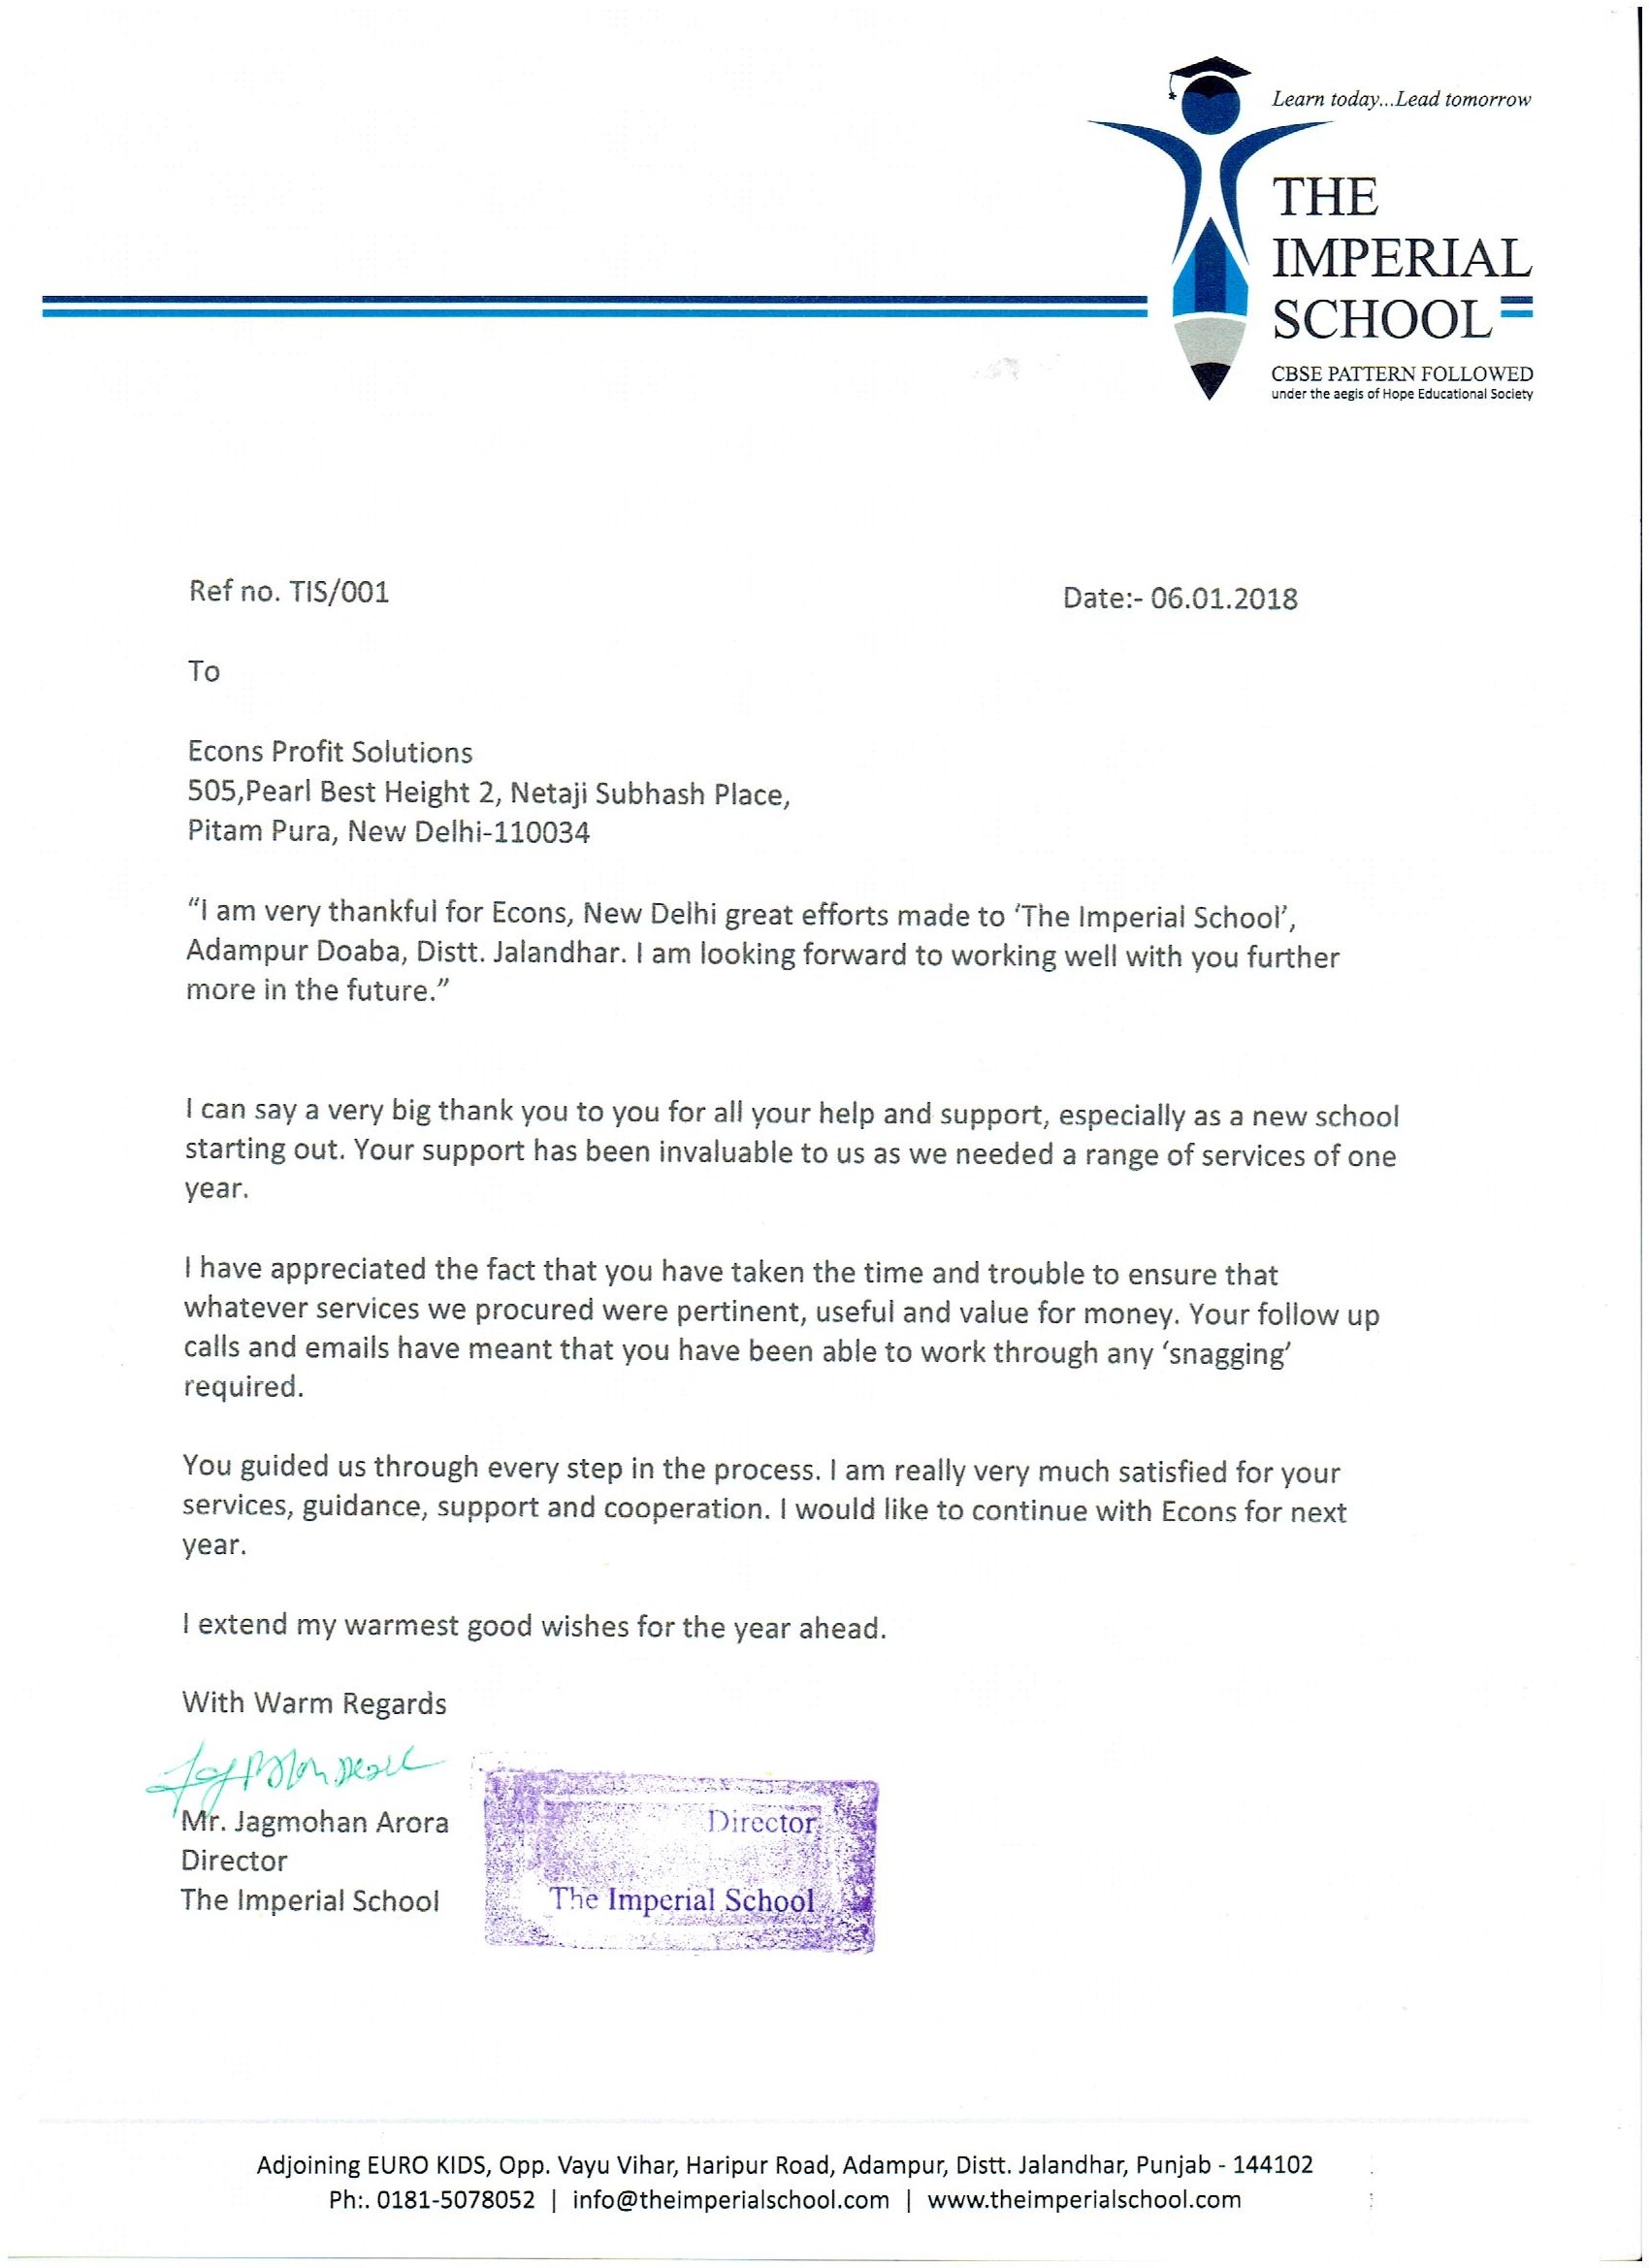 Learn today...Lead tomorrow
THE
IMPERIAL
SCHOOL
CBSE PATTERN FOLLOWED
under the aegis of Hope Educational Society
Ref no. TIS/001
Date:- 06.01.2018
To
Econs Profit Solutions
505,Pearl Best Height 2, Netaji Subhash Place,
Pitam Pura, New Delhi-110034
“I am very thankful for Econs, New Delhi great efforts made to ‘The Imperial School’,
Adampur Doaba, Distt. Jalandhar. I am looking forward to working well with you further
more in the future.”
I can say a very big thank you to you for all your help and support, especially as a new school
starting out. Your support has been invaluable to us as we needed a range of services of one
year.
I have appreciated the fact that you have taken the time and trouble to ensure that
whatever services we procured were pertinent, useful and value for money. Your follow up
calls and emails have meant that you have been able to work through any ‘snagging’
required.
You guided us through every step in the process. I am really very much satisfied for your
services, guidance, support and cooperation. I would like to continue with Econs for next
year.
I extend my warmest good wishes for the year ahead.
With Warm Regards
Mr. Jagmohan Arora
Director
The Imperial School
Director
The Imperial School
Adjoining EURO KIDS, Opp. Vayu Vihar, Haripur Road, Adampur, Distt. Jalandhar, Punjab - 144102
Ph:. 0181-5078052 | info@theimperialschool.com | www.theimperialschool.com